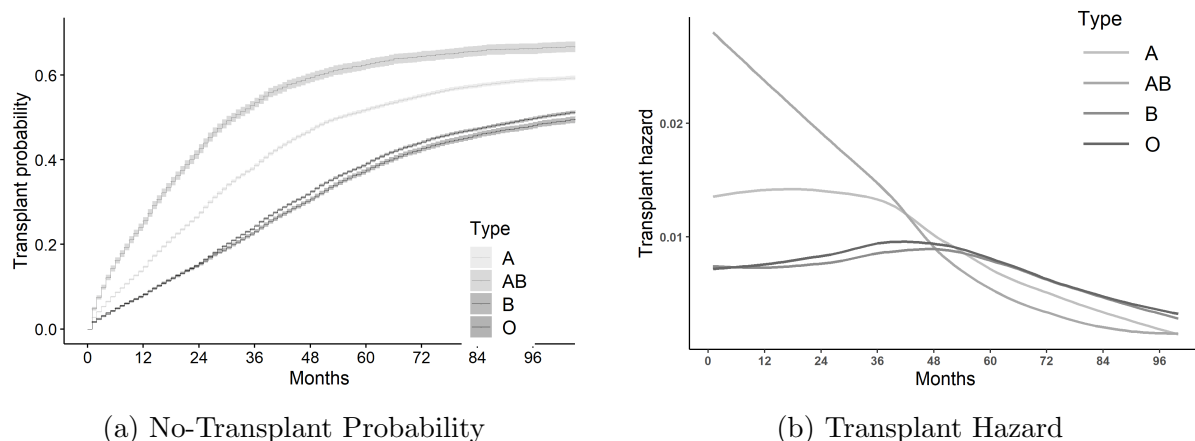 Transplant probability
0.6
0.4
0.2
0.0
0 12 24 36 48 60 72 84 96
Months
Type
A
AB
B
O
(a) No-Transplant Probability
Transplant hazard
0.02
0.01
0 12 24 36 48 60 72 84 96
Months
Type
A
AB
B
O
(b) Transplant Hazard